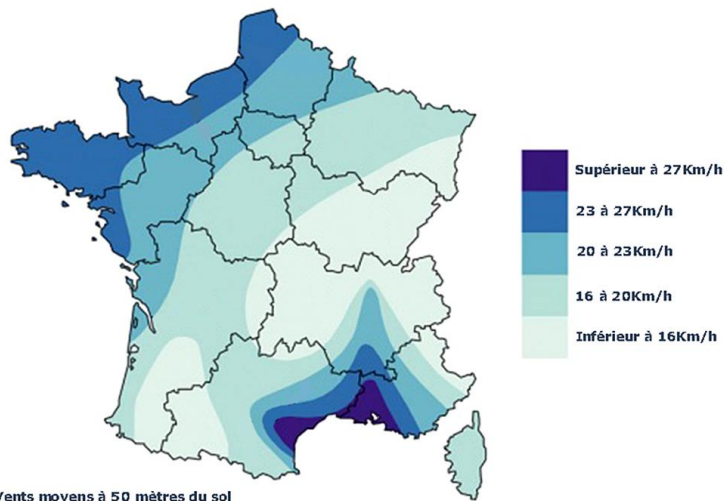 Supérieur à 27Km/h
23 à 27Km/h
20 à 23Km/h
16 à 20Km/h
Inférieur à 16Km/h
Vents moyens à 50 mètres du sol